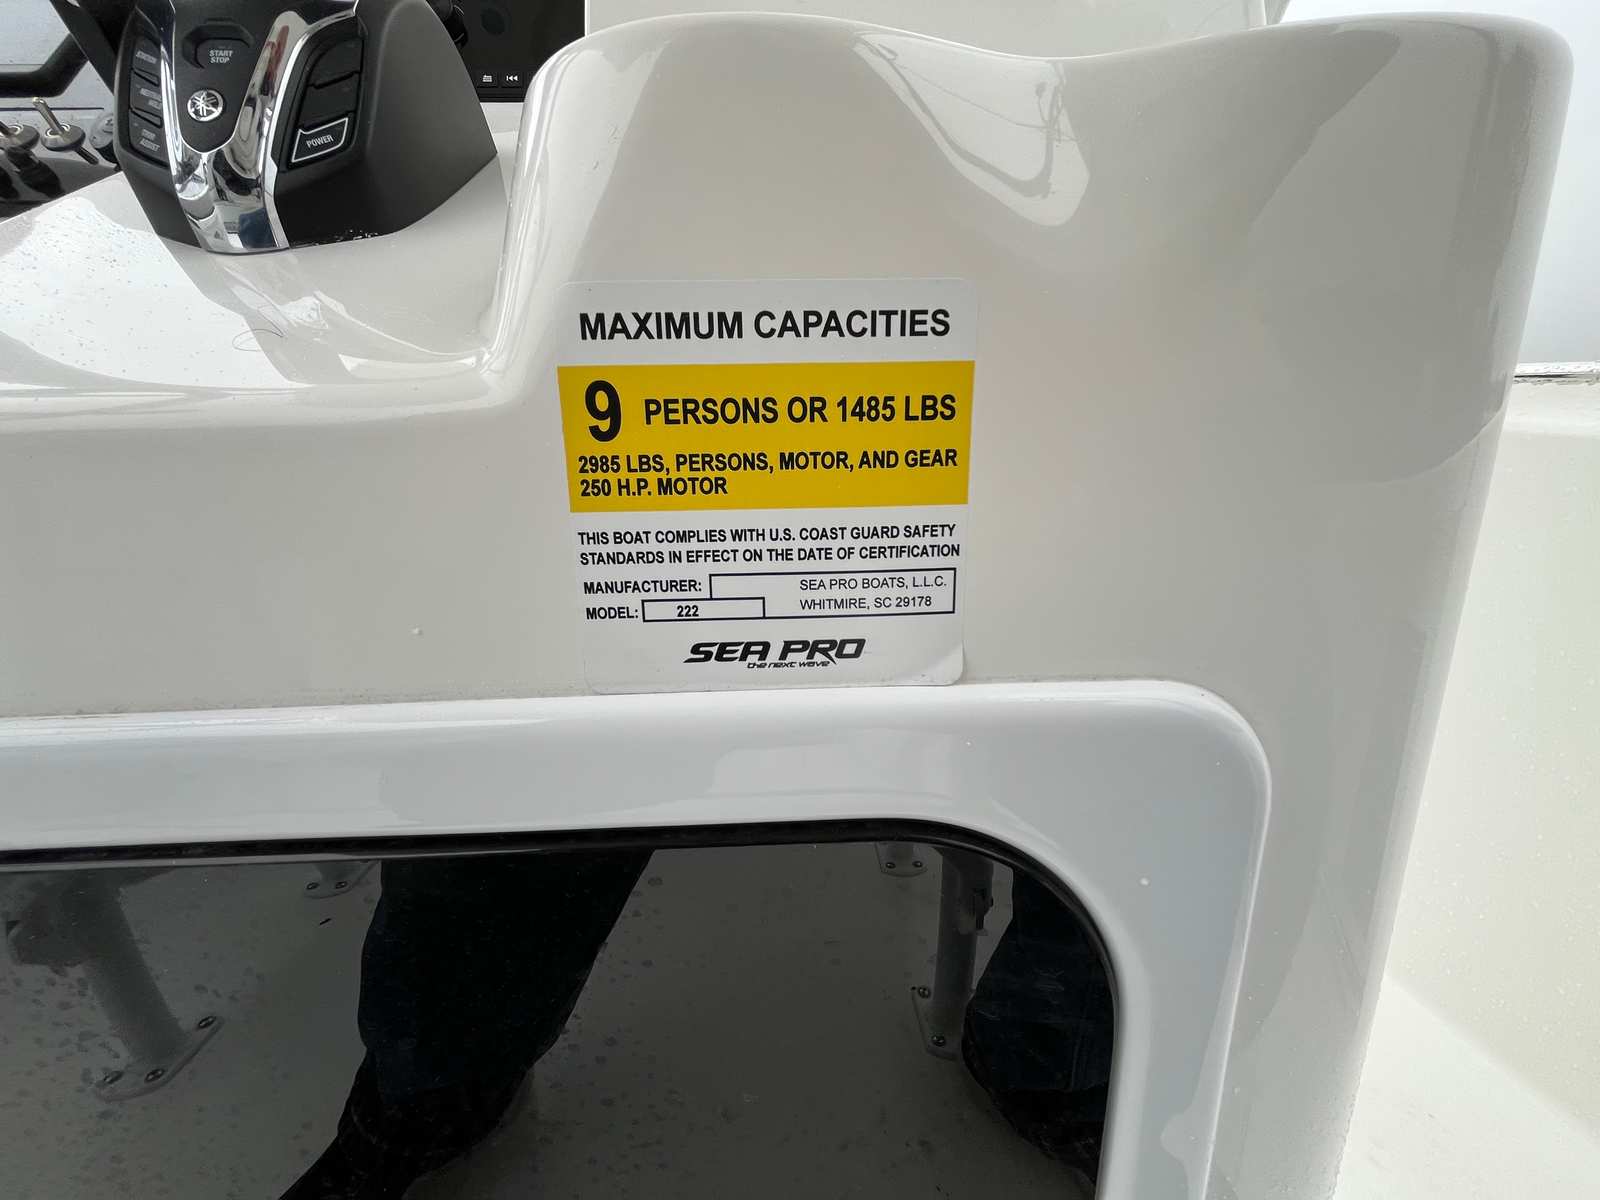 START
STOP
POWER
ASSIST
MAXIMUM CAPACITIES
9 PERSONS OR 1485 LBS
2985 LBS, PERSONS, MOTOR, AND GEAR
250 H.P. MOTOR
THIS BOAT COMPLIES WITH U.S. COAST GUARD SAFETY
STANDARDS IN EFFECT ON THE DATE OF CERTIFICATION
MANUFACTURER: SEA PRO BOATS, L.L.C.
MODEL: 222 WHITMIRE, SC 29178
SEA PRO
the next wave